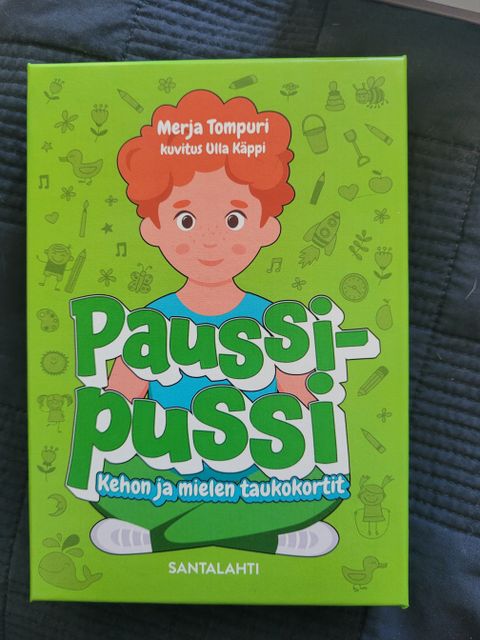 Merja Tompuri
kuvitus Ulla Käppi
Paussi-
pussi
Kehon ja mielen taukokortit
SANTALAHTI